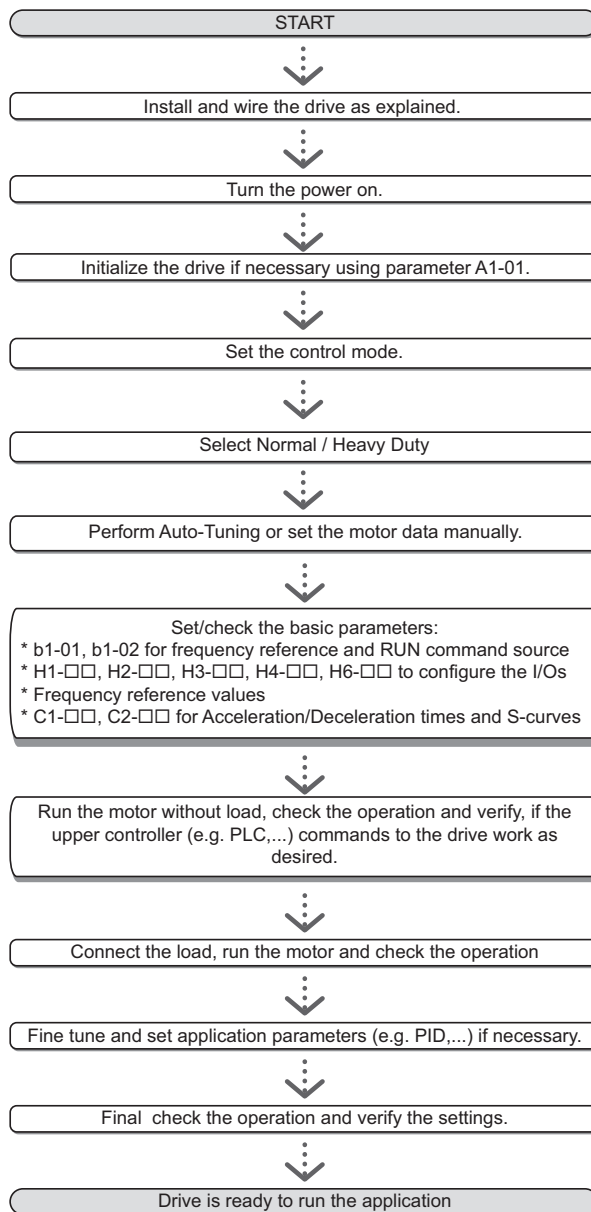 START
Install and wire the drive as explained.
Turn the power on.
Initialize the drive if necessary using parameter A1-01.
Set the control mode.
Select Normal / Heavy Duty
Perform Auto-Tuning or set the motor data manually.
Set/check the basic parameters:
* b1-01, b1-02 for frequency reference and RUN command source
* H1-□□, H2-□□, H3-□□, H4-□□, H6-□□ to configure the I/Os
* Frequency reference values
* C1-□□, C2-□□ for Acceleration/Deceleration times and S-curves
Run the motor without load, check the operation and verify, if the
upper controller (e.g. PLC,...) commands to the drive work as
desired.
Connect the load, run the motor and check the operation
Fine tune and set application parameters (e.g. PID,...) if necessary.
Final check the operation and verify the settings.
Drive is ready to run the application